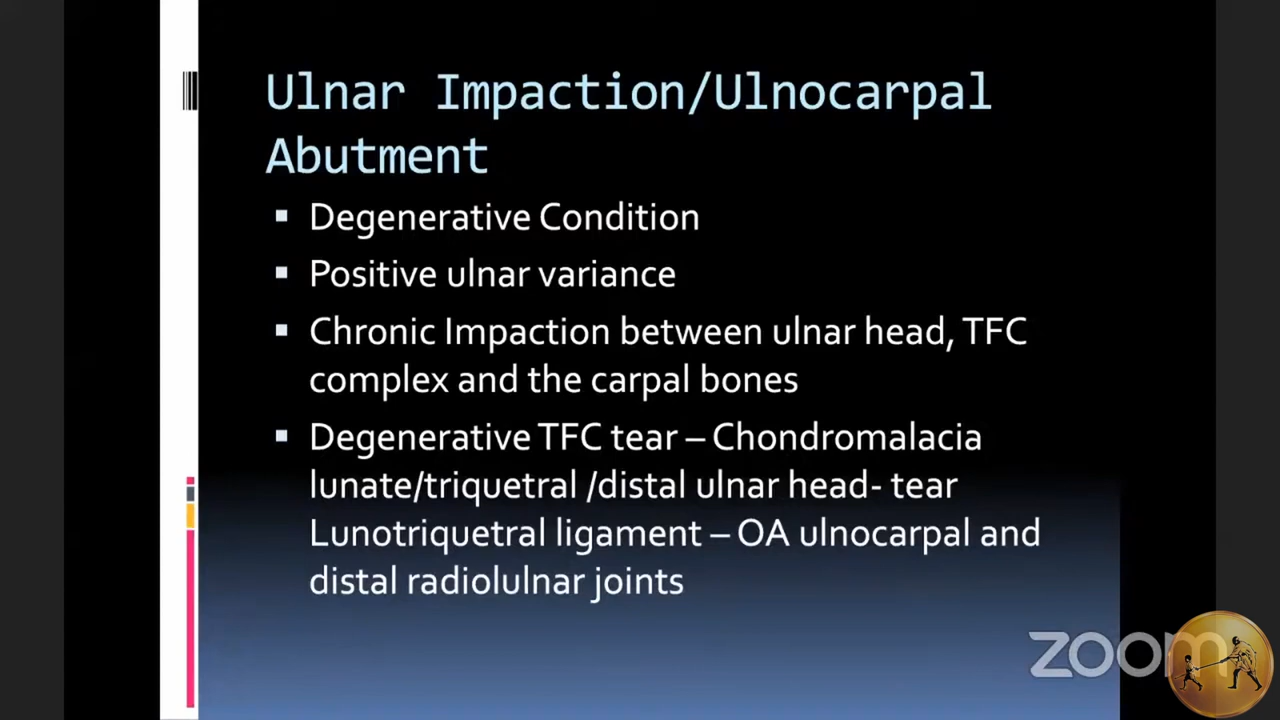 Ulnar Impaction/Ulnocarpal
Abutment
▪ Degenerative Condition
▪ Positive ulnar variance
▪ Chronic Impaction between ulnar head, TFC
complex and the carpal bones
▪ Degenerative TFC tear – Chondromalacia
lunate/triquetral /distal ulnar head- tear
Lunotriquetral ligament – OA ulnocarpal and
distal radiolulnar joints
zoom